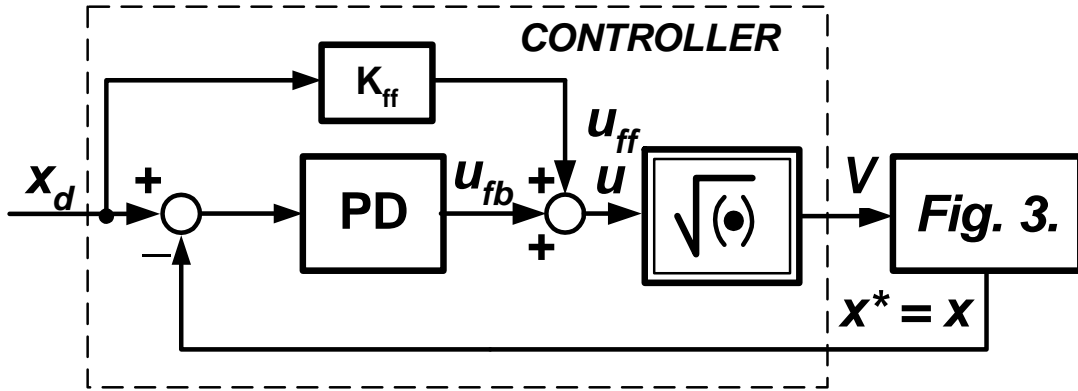 CONTROLLER
K_ff
u_ff
x_d
+
−
PD
u_fb
+
+
u
√(•)
V
Fig. 3.
x* = x